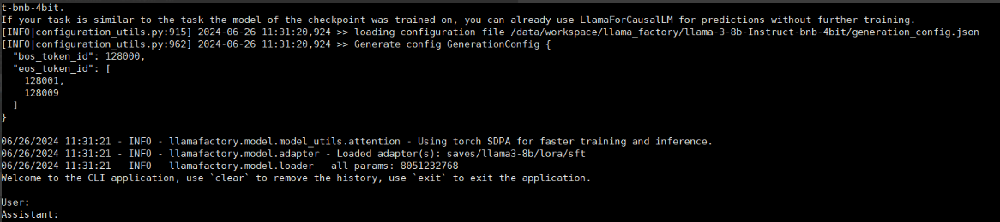 t-bnb-4bit.
If your task is similar to the task the model of the checkpoint was trained on, you can already use LlamaForCausalLM for predictions without further training.
[INFO|configuration_utils.py:915] 2024-06-26 11:31:20,924 >> loading configuration file /data/workspace/llama_factory/llama-3-8b-Instruct-bnb-4bit/generation_config.json
[INFO|configuration_utils.py:962] 2024-06-26 11:31:20,924 >> Generate config GenerationConfig {
  "bos_token_id": 128000,
  "eos_token_id": [
    128001,
    128009
  ]
}

06/26/2024 11:31:21 - INFO - llamafactory.model.model_utils.attention - Using torch SDPA for faster training and inference.
06/26/2024 11:31:21 - INFO - llamafactory.model.adapter - Loaded adapter(s): saves/llama3-8b/lora/sft
06/26/2024 11:31:21 - INFO - llamafactory.model.loader - all params: 8051232768
Welcome to the CLI application, use `clear` to remove the history, use `exit` to exit the application.

User:
Assistant: